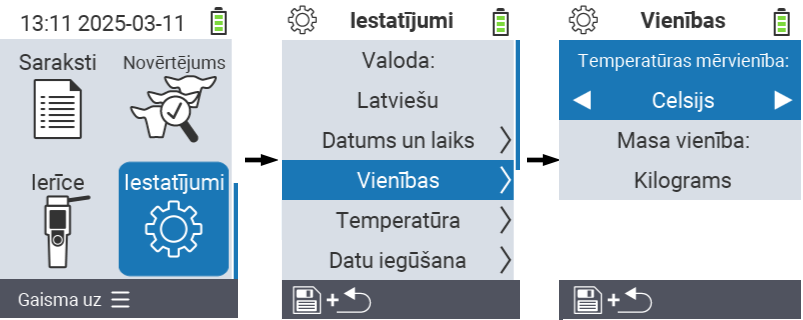 13:11 2025-03-11
Saraksti
Novērtējums
Ierīce
Iestatījumi
Gaisma uz
Iestatījumi
Valoda:
Latviešu
Datums un laiks
Vienības
Temperatūra
Datu iegūšana
+
Vienības
Temperatūras mērvienība:
Celsijs
Masa vienība:
Kilograms
+